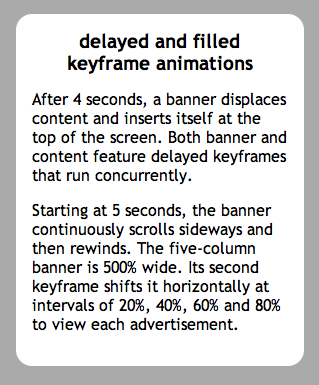 delayed and filled
keyframe animations
After 4 seconds, a banner displaces
content and inserts itself at the
top of the screen. Both banner and
content feature delayed keyframes
that run concurrently.
Starting at 5 seconds, the banner
continuously scrolls sideways and
then rewinds. The five-column
banner is 500% wide. Its second
keyframe shifts it horizontally at
intervals of 20%, 40%, 60% and 80%
to view each advertisement.